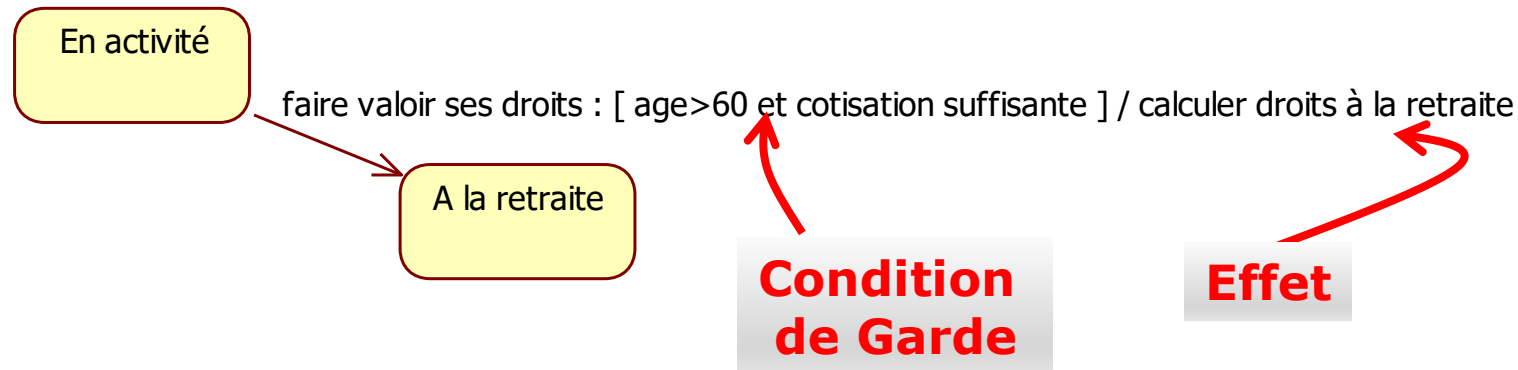 En activité
faire valoir ses droits : [ age>60 et cotisation suffisante ] / calculer droits à la retraite
A la retraite
Condition
de Garde
Effet